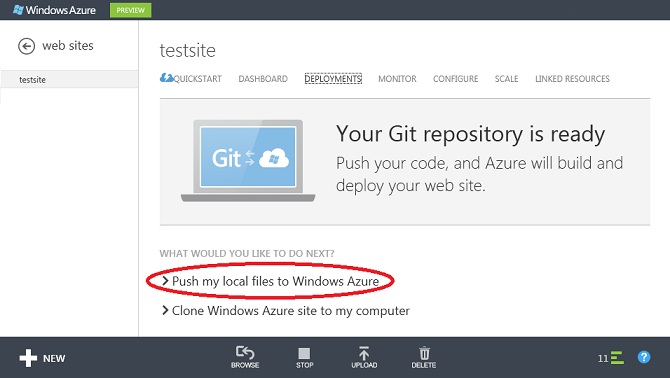 Windows Azure PREVIEW
web sites
testsite
testsite
QUICKSTART DASHBOARD DEPLOYMENTS MONITOR CONFIGURE SCALE LINKED RESOURCES
Git
Your Git repository is ready
Push your code, and Azure will build and
deploy your web site.
WHAT WOULD YOU LIKE TO DO NEXT?
Push my local files to Windows Azure
Clone Windows Azure site to my computer
NEW BROWSE STOP UPLOAD DELETE 11 ?